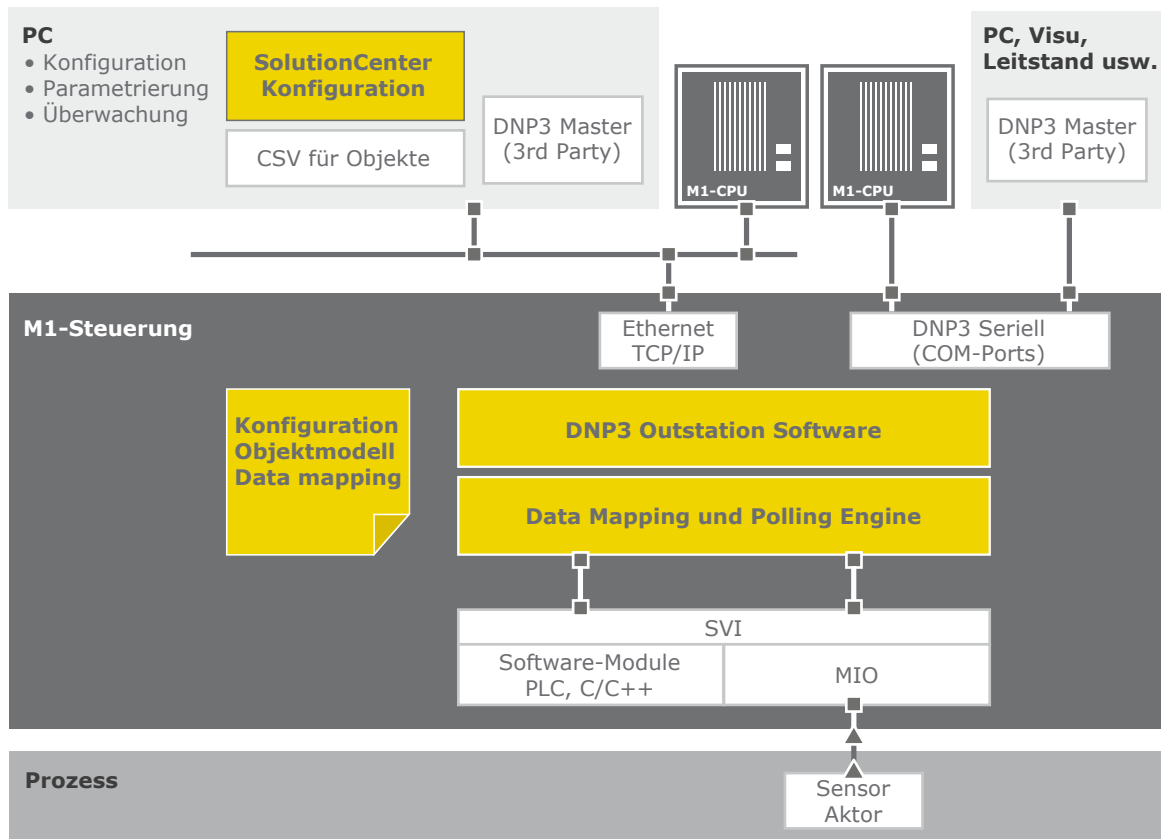 PC
• Konfiguration
• Parametrierung
• Überwachung
SolutionCenter
Konfiguration
CSV für Objekte
DNP3 Master
(3rd Party)
M1-CPU
M1-CPU
PC, Visu,
Leitstand usw.
DNP3 Master
(3rd Party)
M1-Steuerung
Ethernet
TCP/IP
DNP3 Seriell
(COM-Ports)
Konfiguration
Objektmodell
Data mapping
DNP3 Outstation Software
Data Mapping und Polling Engine
SVI
Software-Module
PLC, C/C++
MIO
Prozess
Sensor
Aktor